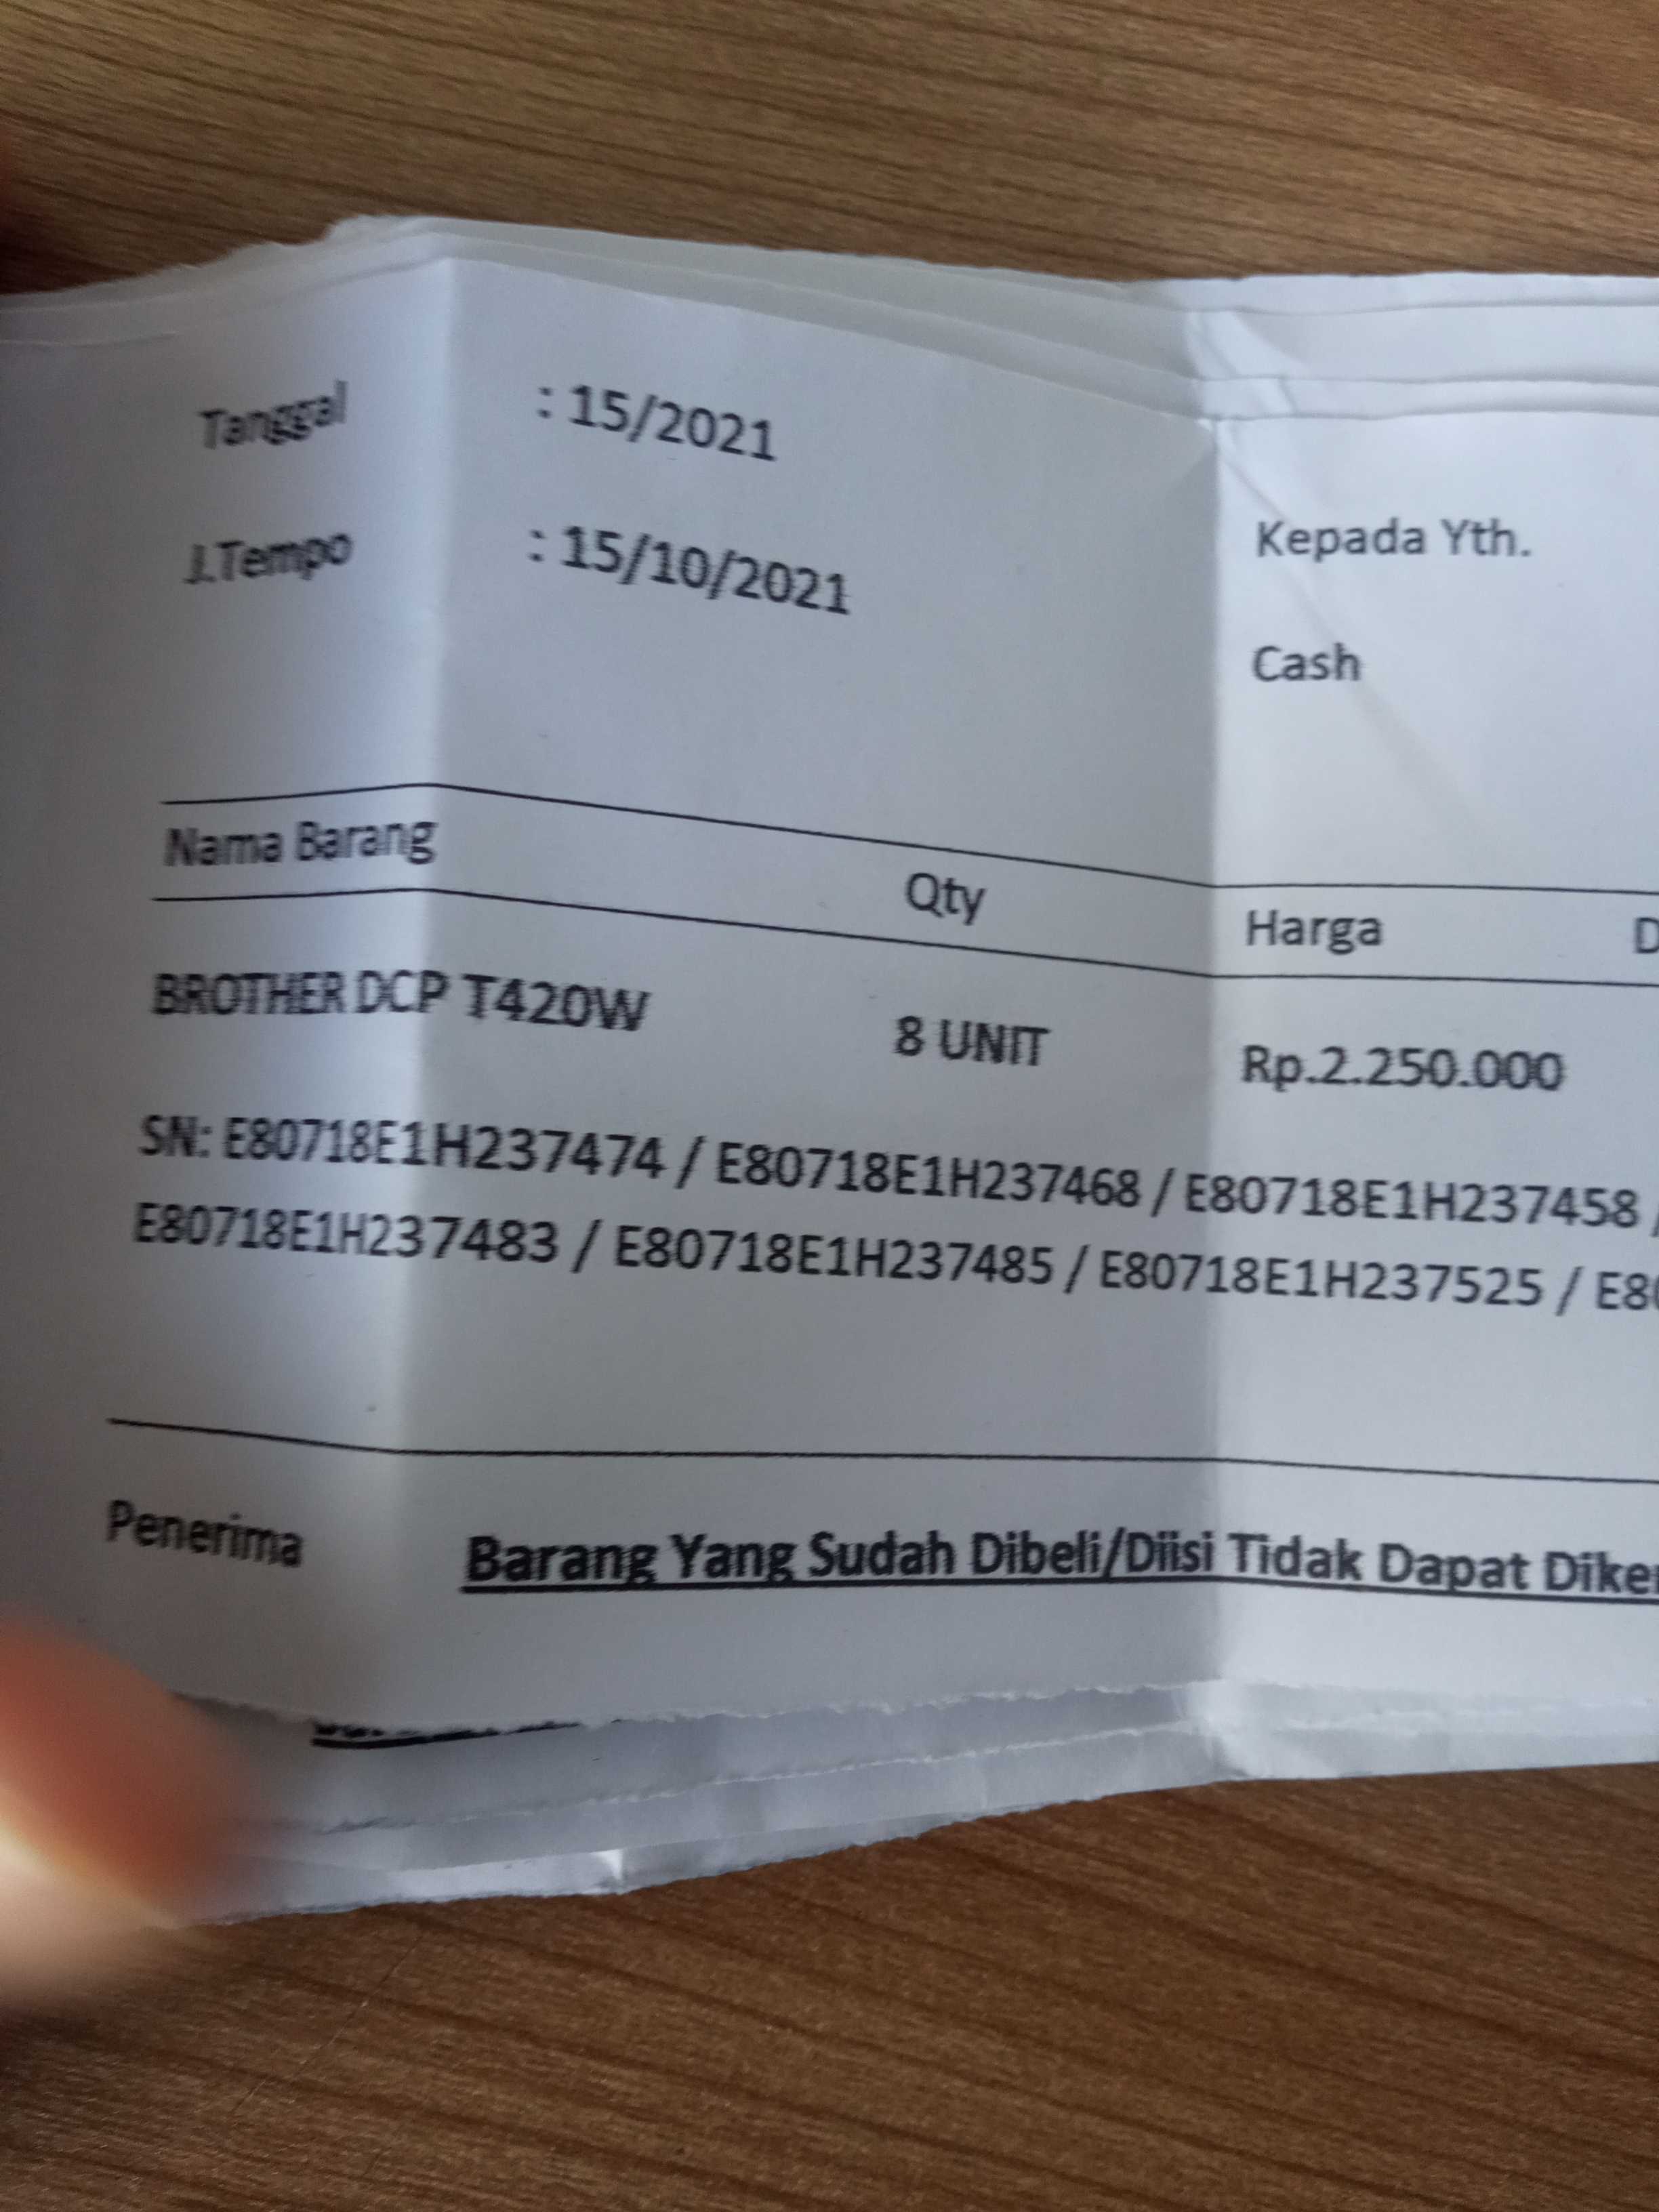 Tanggal : 15/2021
J.Tempo : 15/10/2021
Kepada Yth.
Cash
Nama Barang Qty Harga D
BROTHER DCP T420W 8 UNIT Rp.2.250.000
SN: E80718E1H237474 / E80718E1H237468 / E80718E1H237458 /
E80718E1H237483 / E80718E1H237485 / E80718E1H237525 / E80
Penerima Barang Yang Sudah Dibeli/Diisi Tidak Dapat Dike